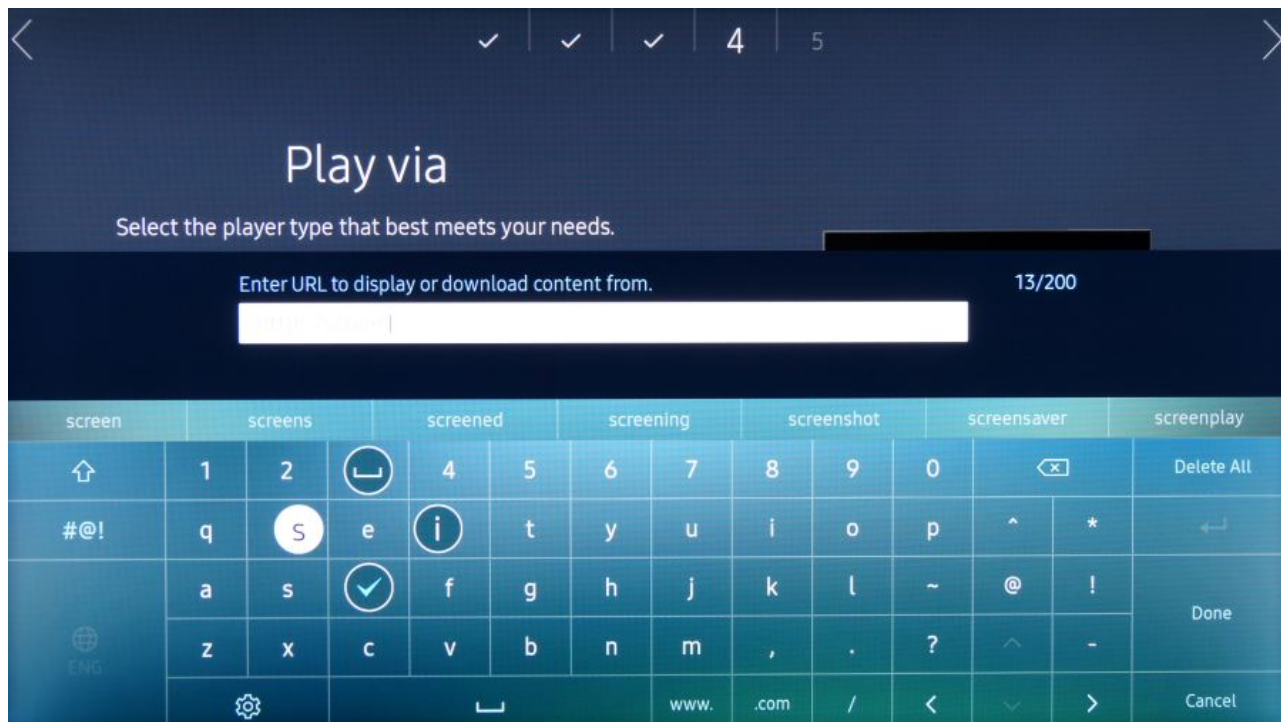 4 5
Play via
Select the player type that best meets your needs.
Enter URL to display or download content from. 13/200
screen screens screened screening screenshot screensaver screenplay
1 2 4 5 6 7 8 9 0 Delete All
#@! q s e i t y u i o p ^ *
a s f g h j k l ~ @ !
Done
ENG z x c v b n m , . ? -
www. .com / < > Cancel